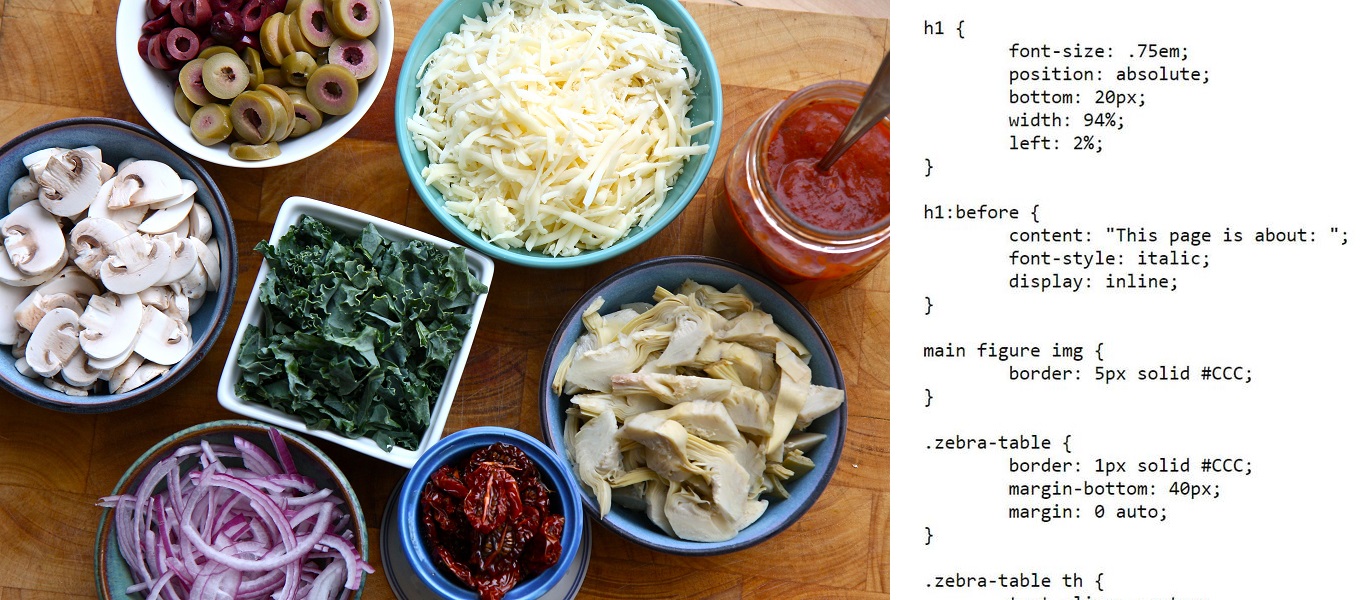 h1 {
font-size: .75em;
position: absolute;
bottom: 20px;
width: 94%;
left: 2%;
}
h1:before {
content: "This page is about: ";
font-style: italic;
display: inline;
}
main figure img {
border: 5px solid #CCC;
}
.zebra-table {
border: 1px solid #CCC;
margin-bottom: 40px;
margin: 0 auto;
}
.zebra-table th {